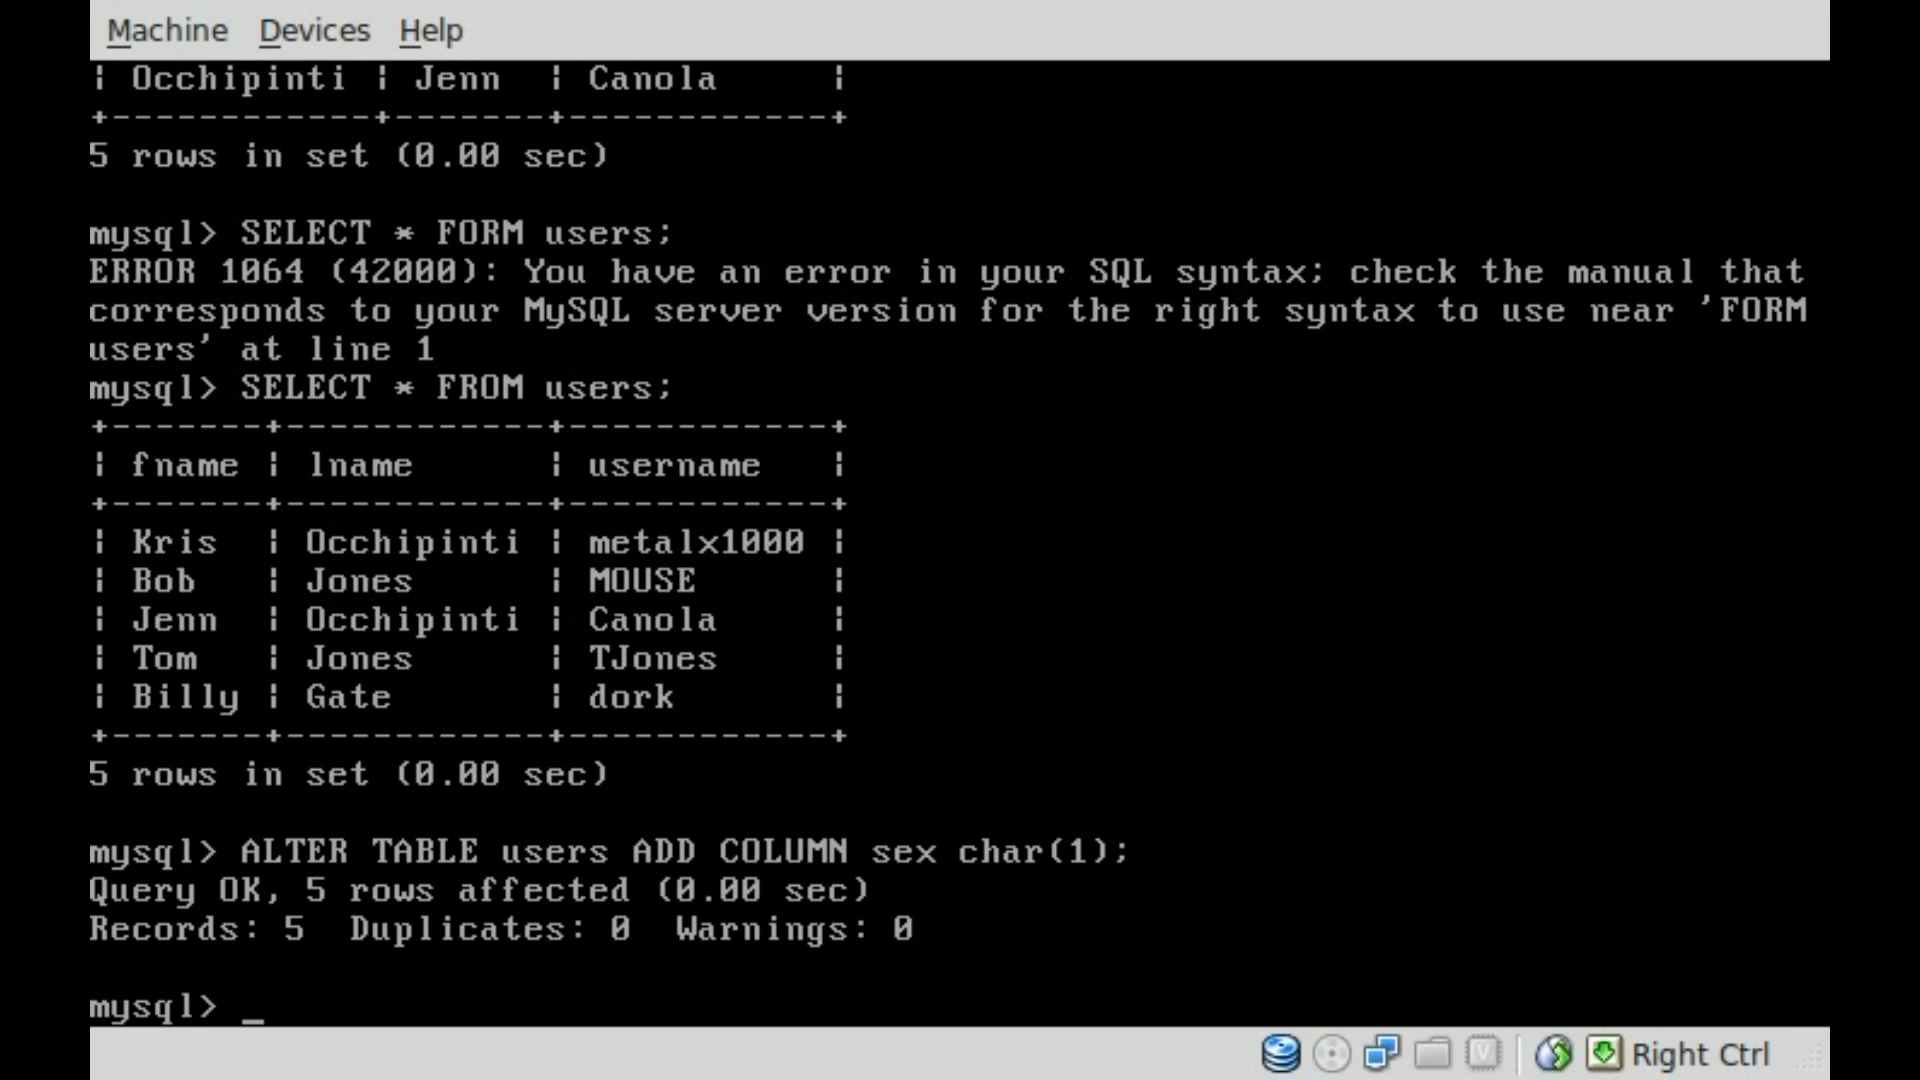 Machine Devices Help
¦ Occhipinti ¦ Jenn  ¦ Canola     ¦
+------------+-------+------------+
5 rows in set (0.00 sec)
mysql> SELECT * FORM users;
ERROR 1064 (42000): You have an error in your SQL syntax; check the manual that
corresponds to your MySQL server version for the right syntax to use near 'FORM
users' at line 1
mysql> SELECT * FROM users;
+-------+------------+------------+
¦ fname ¦ lname      ¦ username   ¦
+-------+------------+------------+
¦ Kris  ¦ Occhipinti ¦ metalx1000 ¦
¦ Bob   ¦ Jones      ¦ MOUSE      ¦
¦ Jenn  ¦ Occhipinti ¦ Canola     ¦
¦ Tom   ¦ Jones      ¦ TJones     ¦
¦ Billy ¦ Gate       ¦ dork       ¦
+-------+------------+------------+
5 rows in set (0.00 sec)
mysql> ALTER TABLE users ADD COLUMN sex char(1);
Query OK, 5 rows affected (0.00 sec)
Records: 5  Duplicates: 0  Warnings: 0
mysql> _
Right Ctrl